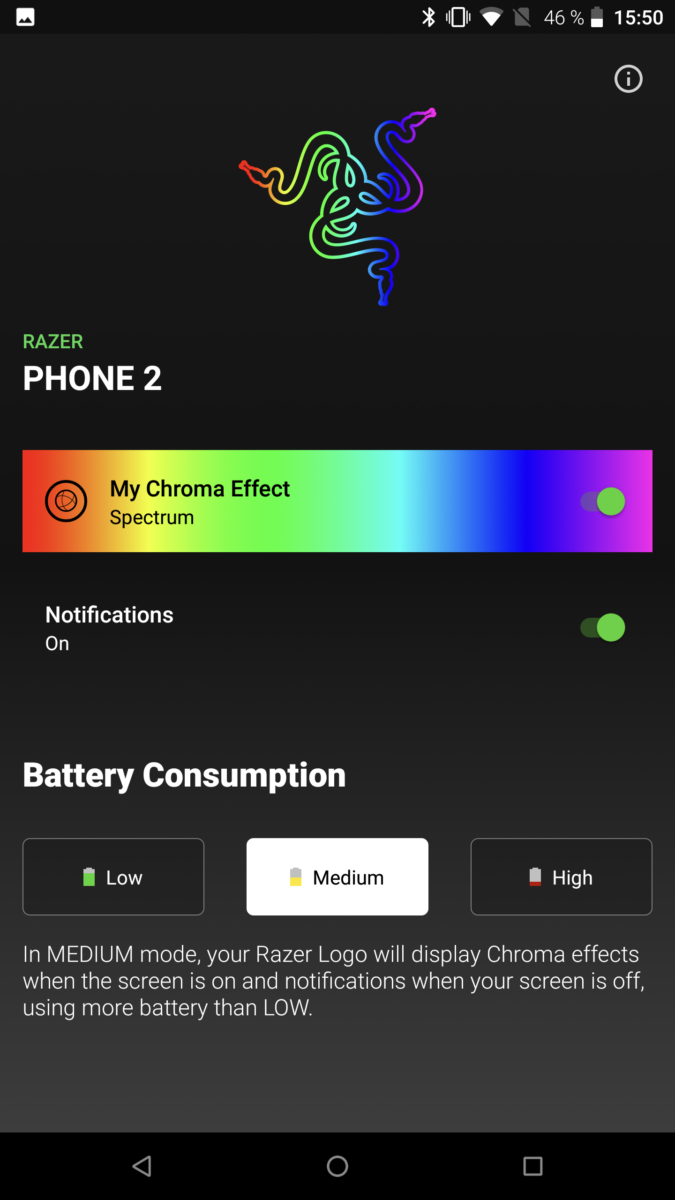 46 % 15:50
RAZER
PHONE 2
My Chroma Effect
Spectrum
Notifications
On
Battery Consumption
Low Medium High
In MEDIUM mode, your Razer Logo will display Chroma effects
when the screen is on and notifications when your screen is off,
using more battery than LOW.